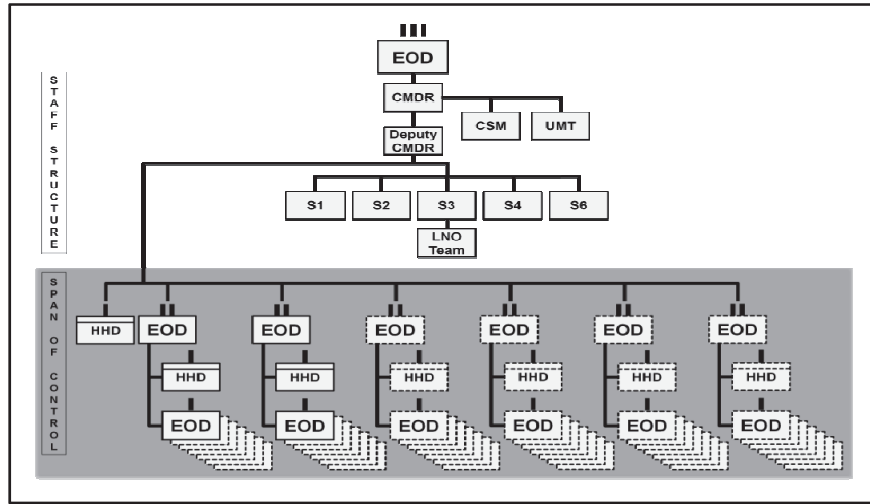 STAFF STRUCTURE
EOD
CMDR
CSM UMT
Deputy
CMDR
S1 S2 S3 S4 S6
LNO
Team
SPAN OF CONTROL
HHD EOD EOD EOD EOD EOD EOD
HHD HHD HHD HHD HHD HHD
EOD EOD EOD EOD EOD EOD